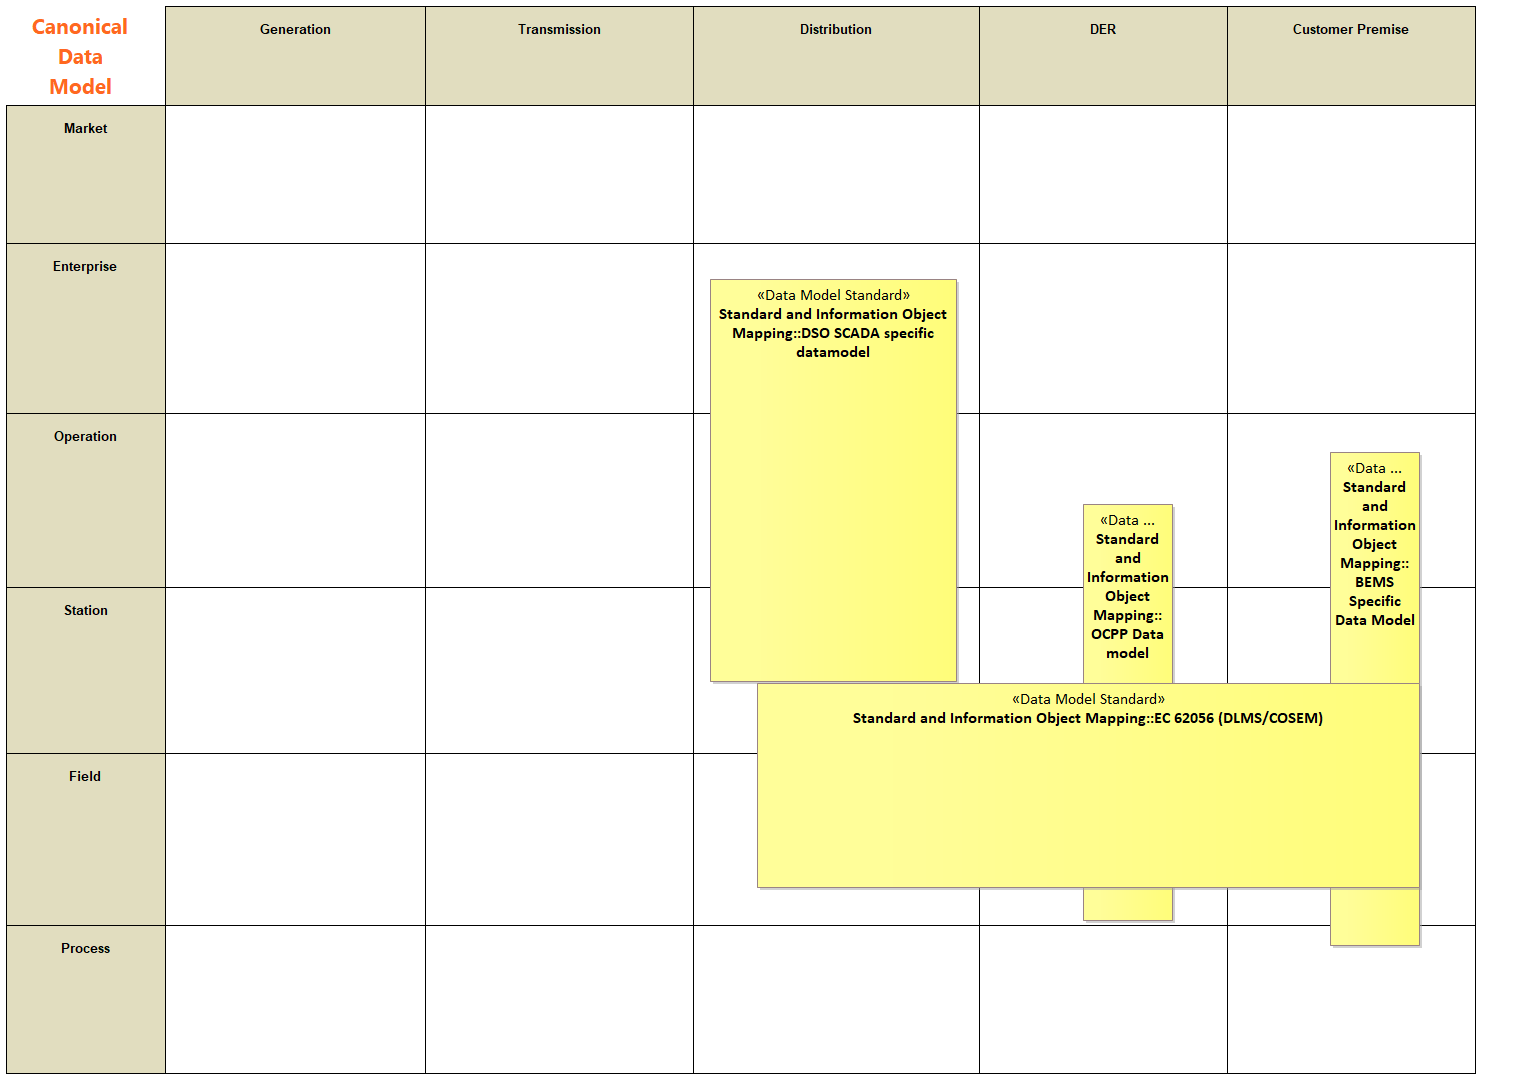 Canonical
Data
Model
Generation
Transmission
Distribution
DER
Customer Premise
Market
Enterprise
«Data Model Standard»
Standard and Information Object
Mapping::DSO SCADA specific
datamodel
Operation
«Data ...
Standard
and
Information
Object
Mapping::
BEMS
Specific
Data Model
«Data ...
Standard
and
Information
Object
Mapping::
OCPP Data
model
Station
«Data Model Standard»
Standard and Information Object Mapping::EC 62056 (DLMS/COSEM)
Field
Process